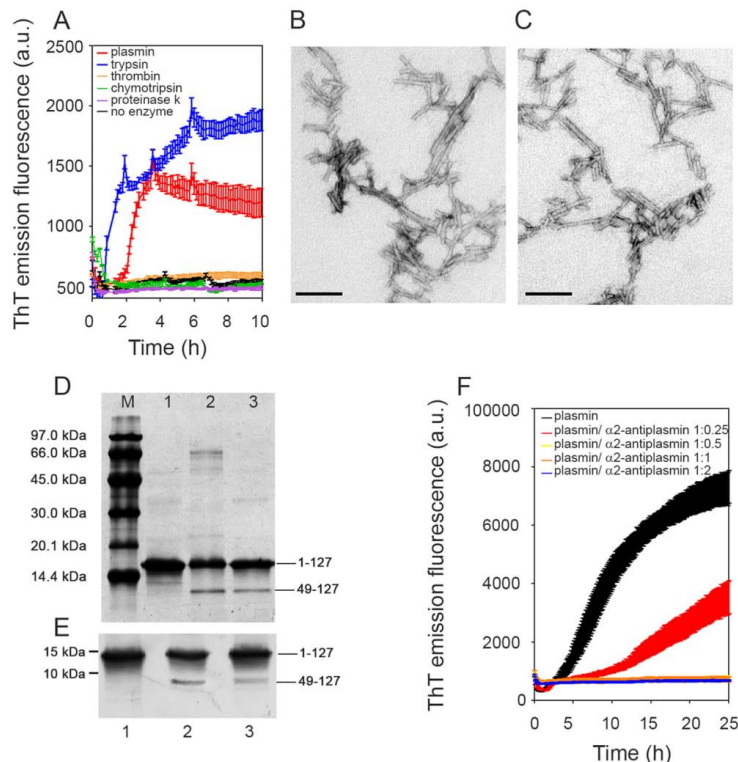 A
ThT emission fluorescence (a.u.)
2500
2000
1500
1000
500
plasmin
trypsin
thrombin
chymotripsin
proteinase k
no enzyme
0 2 4 6 8 10
Time (h)
B
C
D
M 1 2 3
97.0 kDa
66.0 kDa
45.0 kDa
30.0 kDa
20.1 kDa
14.4 kDa
1-127
49-127
E
15 kDa
10 kDa
1-127
49-127
1 2 3
F
ThT emission fluorescence (a.u.)
100000
8000
6000
4000
2000
0
plasmin
plasmin/ α2-antiplasmin 1:0.25
plasmin/ α2-antiplasmin 1:0.5
plasmin/ α2-antiplasmin 1:1
plasmin/ α2-antiplasmin 1:2
0 5 10 15 20 25
Time (h)